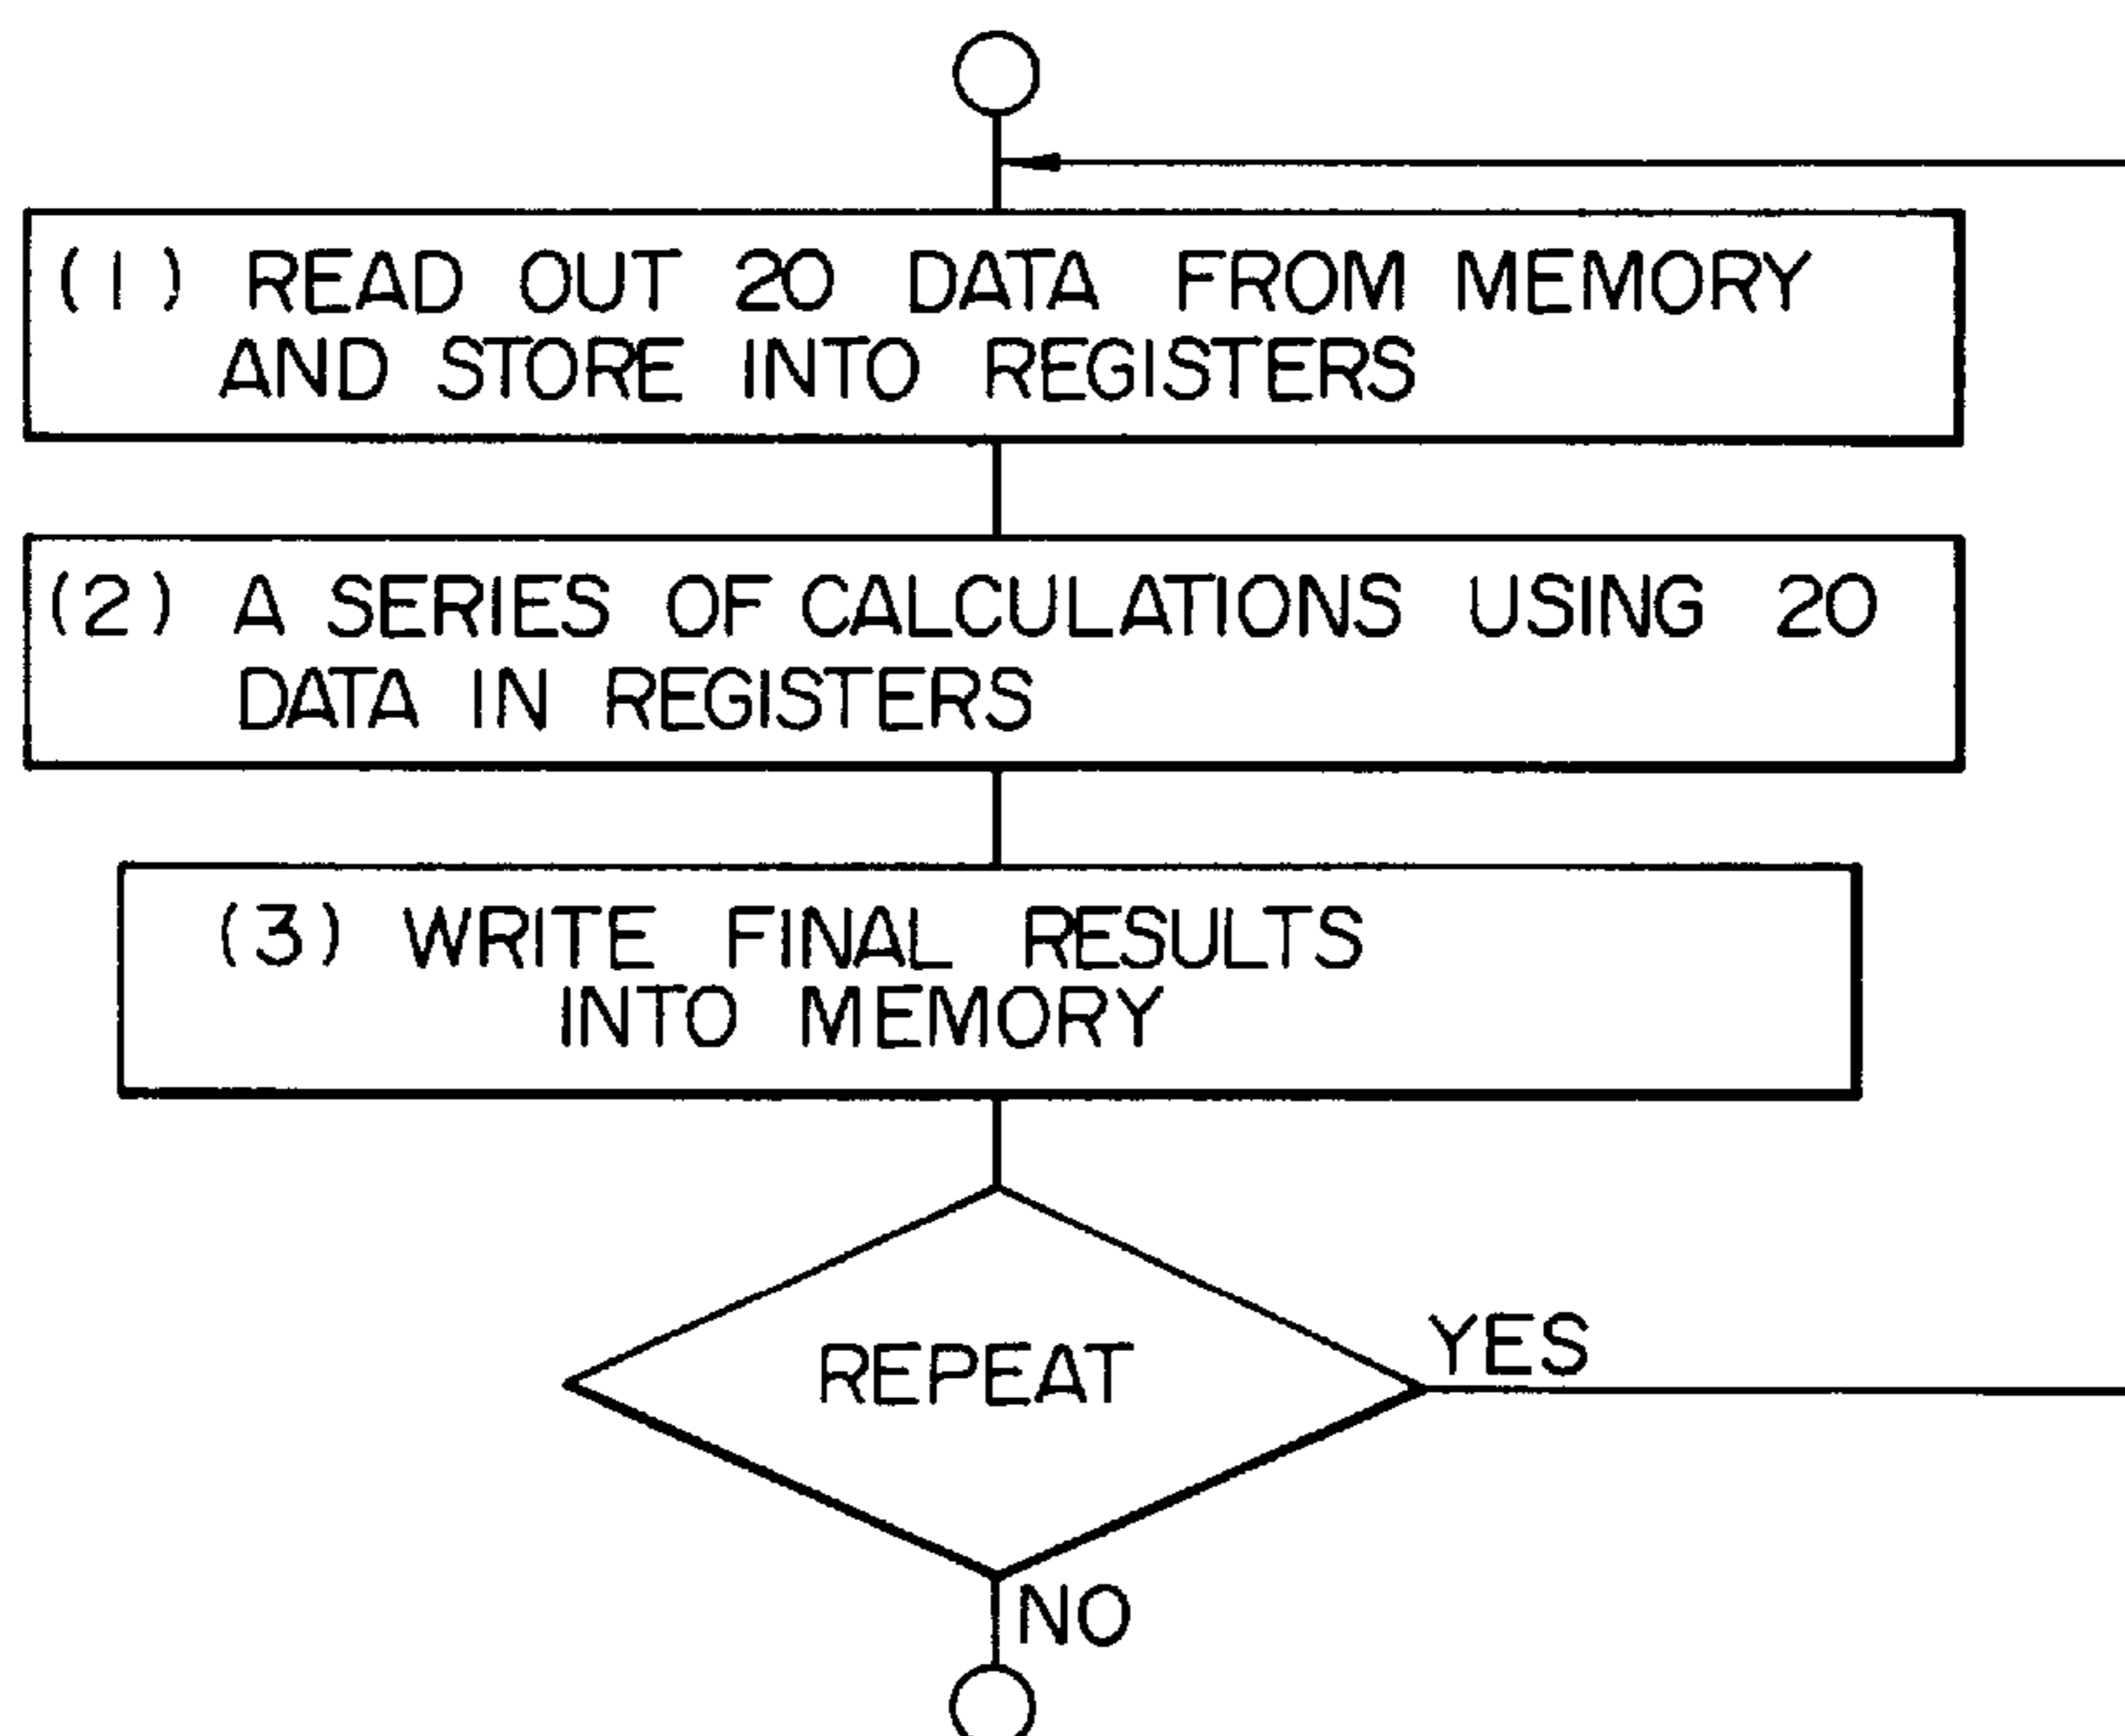 (1) READ OUT 20 DATA FROM MEMORY
AND STORE INTO REGISTERS
(2) A SERIES OF CALCULATIONS USING 20
DATA IN REGISTERS
(3) WRITE FINAL RESULTS
INTO MEMORY
REPEAT
YES
NO